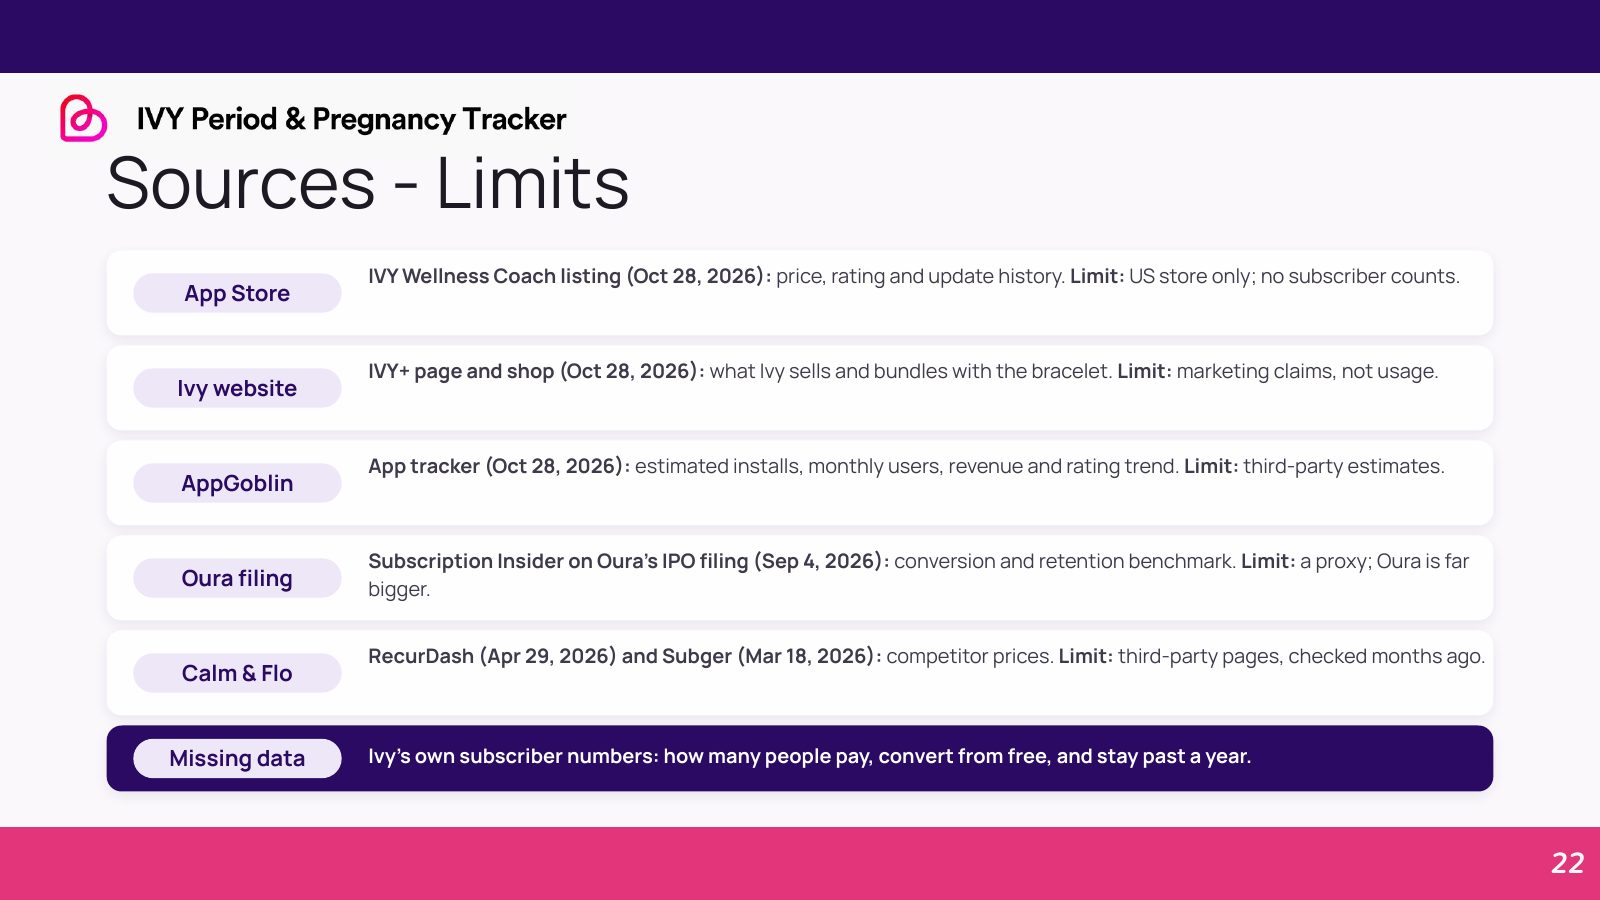 IVY Period & Pregnancy Tracker
Sources - Limits
App Store
IVY Wellness Coach listing (Oct 28, 2026): price, rating and update history. Limit: US store only; no subscriber counts.
Ivy website
IVY+ page and shop (Oct 28, 2026): what Ivy sells and bundles with the bracelet. Limit: marketing claims, not usage.
AppGoblin
App tracker (Oct 28, 2026): estimated installs, monthly users, revenue and rating trend. Limit: third-party estimates.
Oura filing
Subscription Insider on Oura’s IPO filing (Sep 4, 2026): conversion and retention benchmark. Limit: a proxy; Oura is far
bigger.
Calm & Flo
RecurDash (Apr 29, 2026) and Subger (Mar 18, 2026): competitor prices. Limit: third-party pages, checked months ago.
Missing data
Ivy’s own subscriber numbers: how many people pay, convert from free, and stay past a year.
22